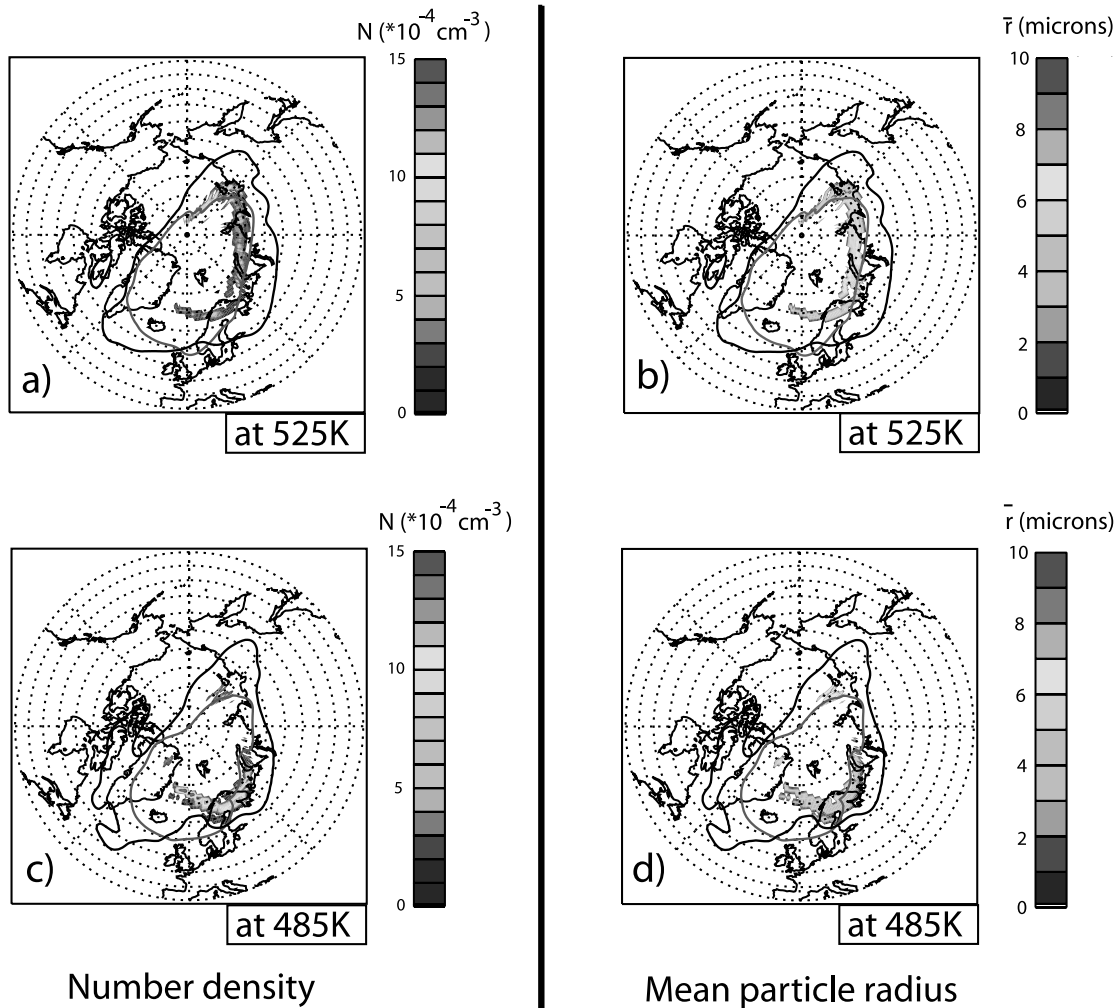 N (*10⁻⁴cm⁻³)
15
10
5
0
a)
at 525K
r̄ (microns)
10
8
6
4
2
0
b)
at 525K
N (*10⁻⁴cm⁻³)
15
10
5
0
c)
at 485K
r̄ (microns)
10
8
6
4
2
0
d)
at 485K
Number density
Mean particle radius